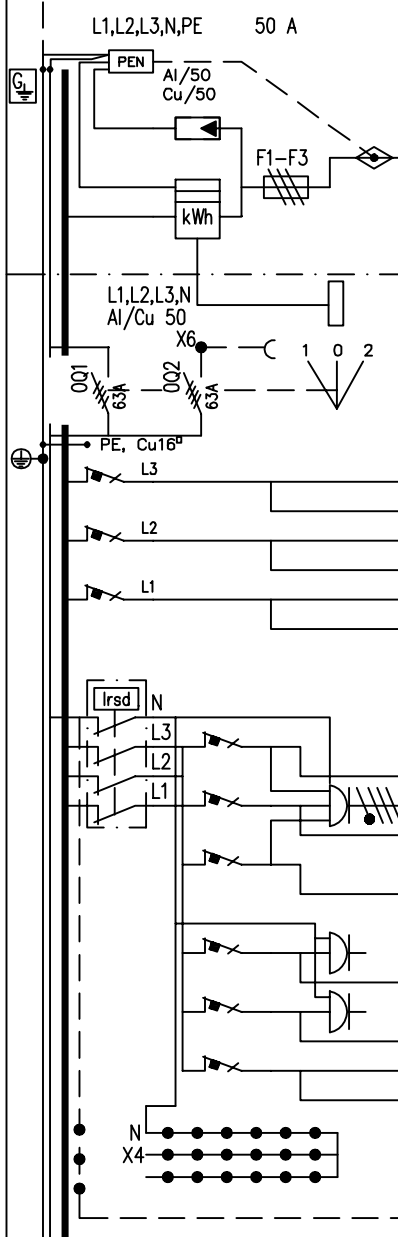 L1,L2,L3,N,PE 50 A
PEN
G
Al/50
Cu/50
F1-F3
kWh
L1,L2,L3,N
Al/Cu 50
X6
1 0 2
0Q1
63A
0Q2
63A
PE, Cu16□
L3
L2
L1
Irsd
N
L3
L2
L1
N
X4